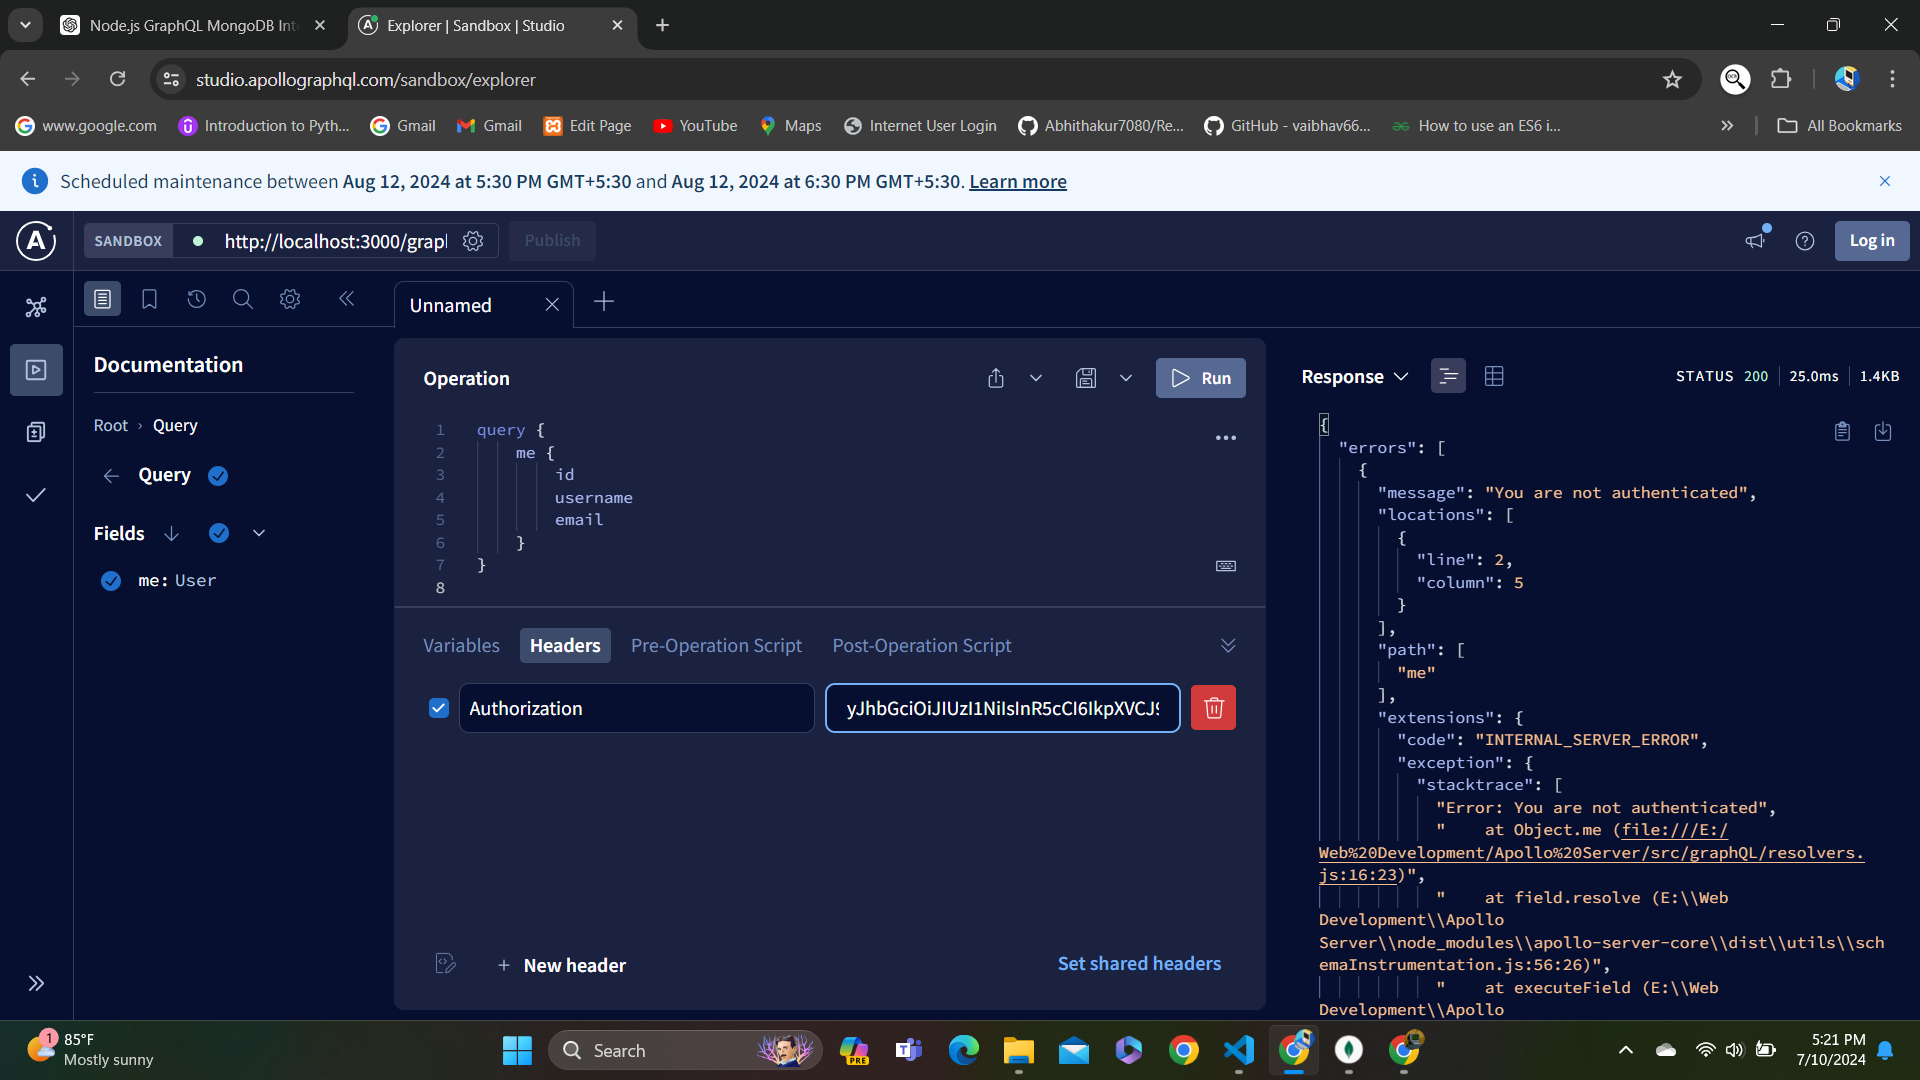 Node.js GraphQL MongoDB Int
Explorer | Sandbox | Studio
studio.apollographql.com/sandbox/explorer
www.google.com
Introduction to Pyth...
Gmail
Gmail
Edit Page
YouTube
Maps
Internet User Login
Abhithakur7080/Re...
GitHub - vaibhav66...
How to use an ES6 i...
All Bookmarks
Scheduled maintenance between Aug 12, 2024 at 5:30 PM GMT+5:30 and Aug 12, 2024 at 6:30 PM GMT+5:30. Learn more
SANDBOX
http://localhost:3000/grap
Publish
Log in
Unnamed
Documentation
Root › Query
Query
Fields
me: User
Operation
Run
1 query {
2 me {
3 id
4 username
5 email
6 }
7 }
8
Variables
Headers
Pre-Operation Script
Post-Operation Script
Authorization
yJhbGciOiJIUzI1NiIsInR5cCI6IkpXVCJ9
+ New header
Set shared headers
Response
STATUS 200
25.0ms
1.4KB
{
"errors": [
{
"message": "You are not authenticated",
"locations": [
{
"line": 2,
"column": 5
}
],
"path": [
"me"
],
"extensions": {
"code": "INTERNAL_SERVER_ERROR",
"exception": {
"stacktrace": [
"Error: You are not authenticated",
"    at Object.me (file:///E:/
Web%20Development/Apollo%20Server/src/graphQL/resolvers.
js:16:23)",
"    at field.resolve (E:\\Web
Development\\Apollo
Server\\node_modules\\apollo-server-core\\dist\\utils\\sch
emaInstrumentation.js:56:26)",
"    at executeField (E:\\Web
Development\\Apollo
1
85°F
Mostly sunny
Search
PRE
5:21 PM
7/10/2024